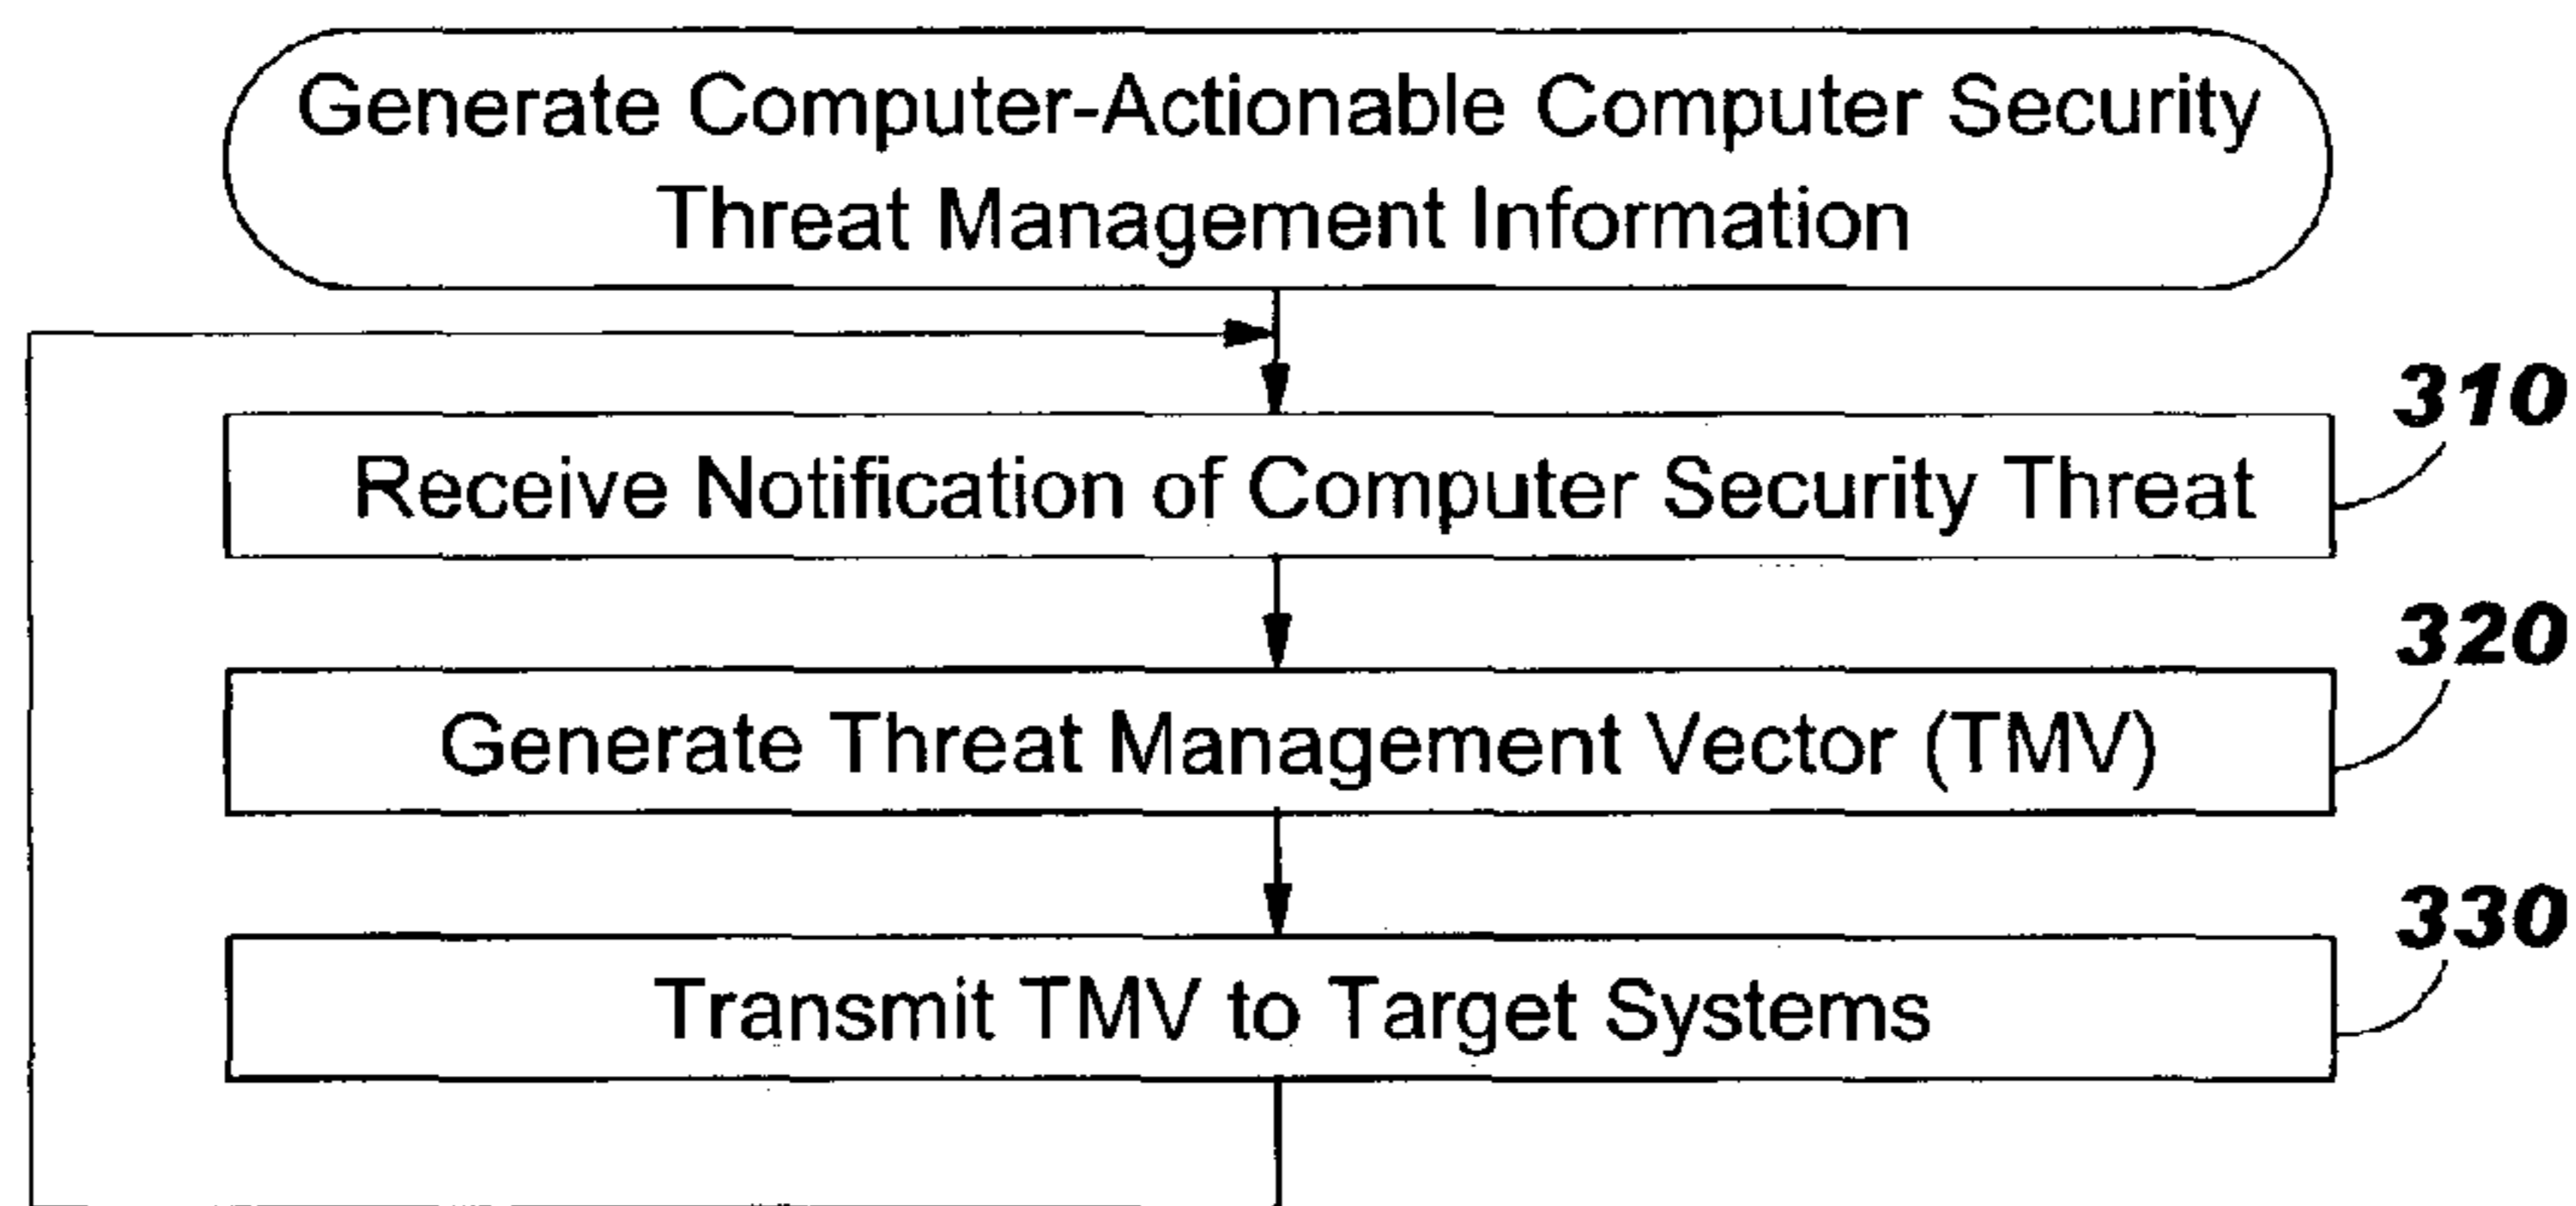 Generate Computer-Actionable Computer Security
Threat Management Information
310
Receive Notification of Computer Security Threat
320
Generate Threat Management Vector (TMV)
330
Transmit TMV to Target Systems